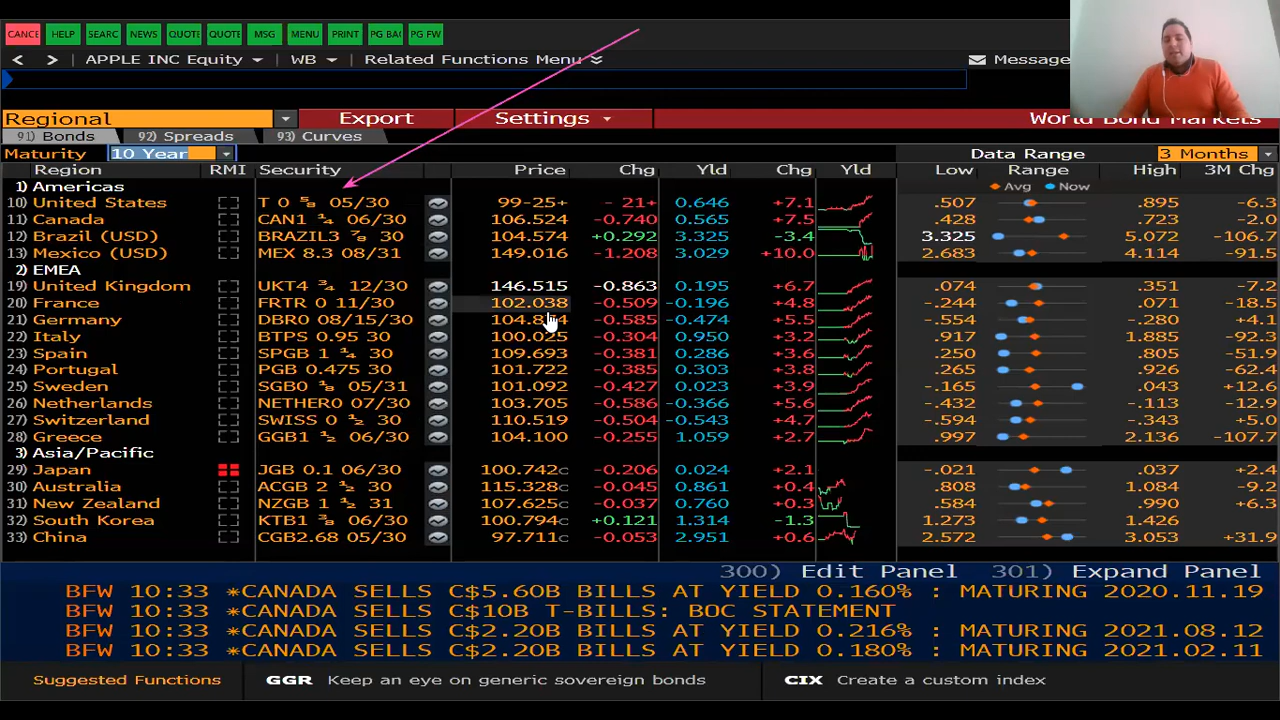 CANCE HELP SEARC NEWS QUOTE QUOTE MSG MENU PRINT PG BAC PG FW
< > APPLE INC Equity WB Related Functions Menu Message
Regional Export Settings World Bond Markets
91) Bonds 92) Spreads 93) Curves
Maturity 10 Year Data Range 3 Months
Region RMI Security Price Chg Yld Chg Yld Low Range High 3M Chg
1) Americas Avg Now
10) United States T 0 ⅝ 05/30 99-25+ - 21+ 0.646 +7.1 .507 .895 -6.3
11) Canada CAN1 ¼ 06/30 106.524 -0.740 0.565 +7.5 .428 .723 -2.0
12) Brazil (USD) BRAZIL3 ⅞ 30 104.574 +0.292 3.325 -3.4 3.325 5.072 -106.7
13) Mexico (USD) MEX 8.3 08/31 149.016 -1.208 3.029 +10.0 2.683 4.114 -91.5
2) EMEA
19) United Kingdom UKT4 ¾ 12/30 146.515 -0.863 0.195 +6.7 .074 .351 -7.2
20) France FRTR 0 11/30 102.038 -0.509 -0.196 +4.8 -.244 .071 -18.5
21) Germany DBR0 08/15/30 -0.585 -0.474 +5.5 -.554 -.280 +4.1
22) Italy BTPS 0.95 30 100.025 -0.304 0.950 +3.2 .917 1.885 -92.3
23) Spain SPGB 1 ¼ 30 109.693 -0.381 0.286 +3.6 .250 .805 -51.9
24) Portugal PGB 0.475 30 101.722 -0.385 0.303 +3.8 .265 .926 -62.4
25) Sweden SGB0 ⅛ 05/31 101.092 -0.427 0.023 +3.9 -.165 .043 +12.6
26) Netherlands NETHER0 07/30 103.705 -0.586 -0.366 +5.6 -.432 -.113 -12.9
27) Switzerland SWISS 0 ½ 30 110.519 -0.504 -0.543 +4.7 -.594 .034 -5.0
28) Greece GGB1 ½ 06/30 104.100 -0.255 1.059 +2.7 .997 2.136 -107.7
3) Asia/Pacific
29) Japan JGB 0.1 06/30 100.742c -0.206 0.024 +2.1 -.021 .037 +2.4
30) Australia ACGB 2 ½ 30 115.328c -0.045 0.861 +0.4 .808 1.084 -9.2
31) New Zealand NZGB 1 ½ 31 107.625c -0.037 0.760 +0.3 .584 .990 +6.3
32) South Korea KTB1 ⅜ 06/30 100.794c +0.121 1.314 -1.3 1.273 1.426
33) China CGB2.68 05/30 97.711c -0.053 2.951 +0.6 2.572 3.053 +31.9
300) Edit Panel 301) Expand Panel
BFW 10:33 *CANADA SELLS C$5.60B BILLS AT YIELD 0.160% : MATURING 2020.11.19
BFW 10:33 *CANADA SELLS C$10B T-BILLS: BOC STATEMENT
BFW 10:33 *CANADA SELLS C$2.20B BILLS AT YIELD 0.216% : MATURING 2021.08.12
BFW 10:33 *CANADA SELLS C$2.20B BILLS AT YIELD 0.180% : MATURING 2021.02.11
Suggested Functions GGR Keep an eye on generic sovereign bonds CIX Create a custom index